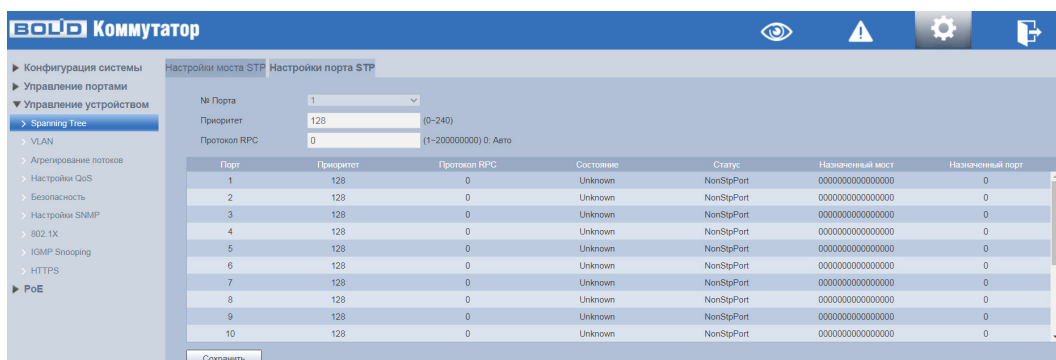 BOLID Коммутатор
Конфигурация системы
Управление портами
Управление устройством
Spanning Tree
VLAN
Агрегирование потоков
Настройки QoS
Безопасность
Настройки SNMP
802.1X
IGMP Snooping
HTTPS
PoE
Настройки моста STP Настройки порта STP
№ Порта 1
Приоритет 128 (0~240)
Протокол RPC 0 (1~200000000) 0: Авто
Порт Приоритет Протокол RPC Состояние Статус Назначенный мост Назначенный порт
1 128 0 Unknown NonStpPort 0000000000000000 0
2 128 0 Unknown NonStpPort 0000000000000000 0
3 128 0 Unknown NonStpPort 0000000000000000 0
4 128 0 Unknown NonStpPort 0000000000000000 0
5 128 0 Unknown NonStpPort 0000000000000000 0
6 128 0 Unknown NonStpPort 0000000000000000 0
7 128 0 Unknown NonStpPort 0000000000000000 0
8 128 0 Unknown NonStpPort 0000000000000000 0
9 128 0 Unknown NonStpPort 0000000000000000 0
10 128 0 Unknown NonStpPort 0000000000000000 0
Сохранить